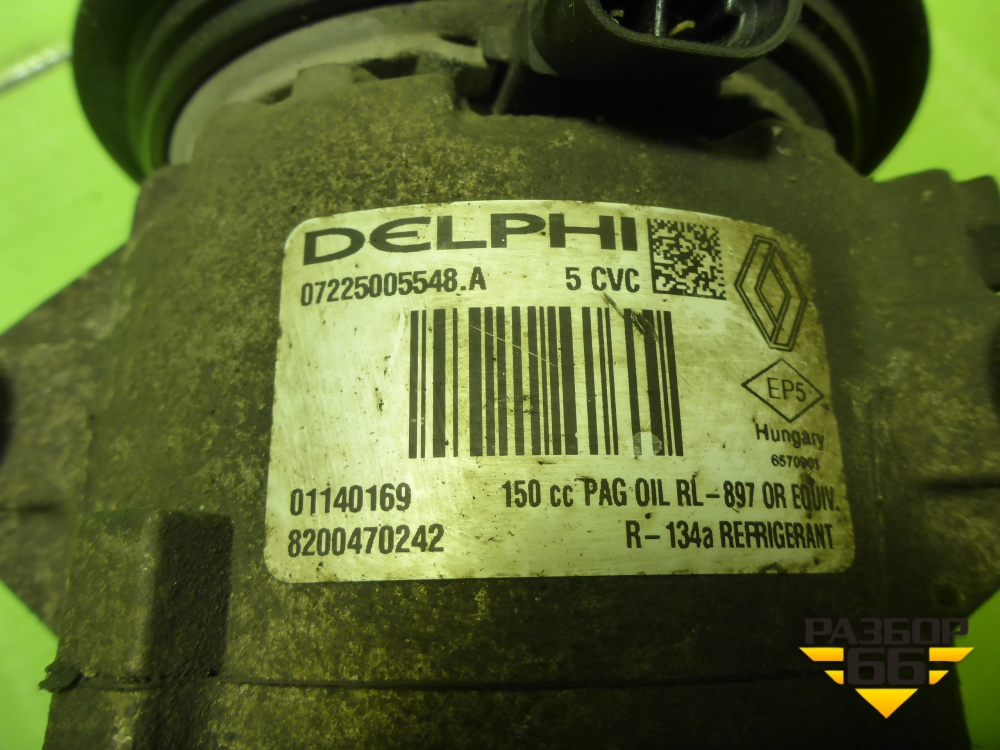 DELPHI
07225005548.A 5 CVC
EP5
Hungary
6570901
01140169 150 cc PAG OIL RL-897 OR EQUIV.
8200470242 R-134a REFRIGERANT
РАЗБОР
66